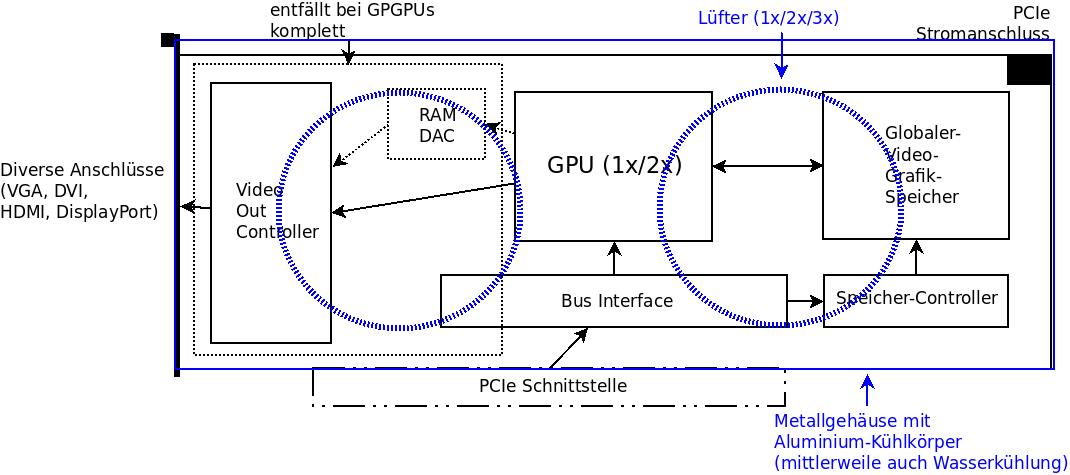 entfällt bei GPGPUs
komplett
Lüfter (1x/2x/3x)
PCIe
Stromanschluss
RAM
DAC
GPU (1x/2x)
Globaler-
Video-
Grafik-
Speicher
Diverse Anschlüsse
(VGA, DVI,
HDMI, DisplayPort)
Video
Out
Controller
Bus Interface
Speicher-Controller
PCIe Schnittstelle
Metallgehäuse mit
Aluminium-Kühlkörper
(mittlerweile auch Wasserkühlung)